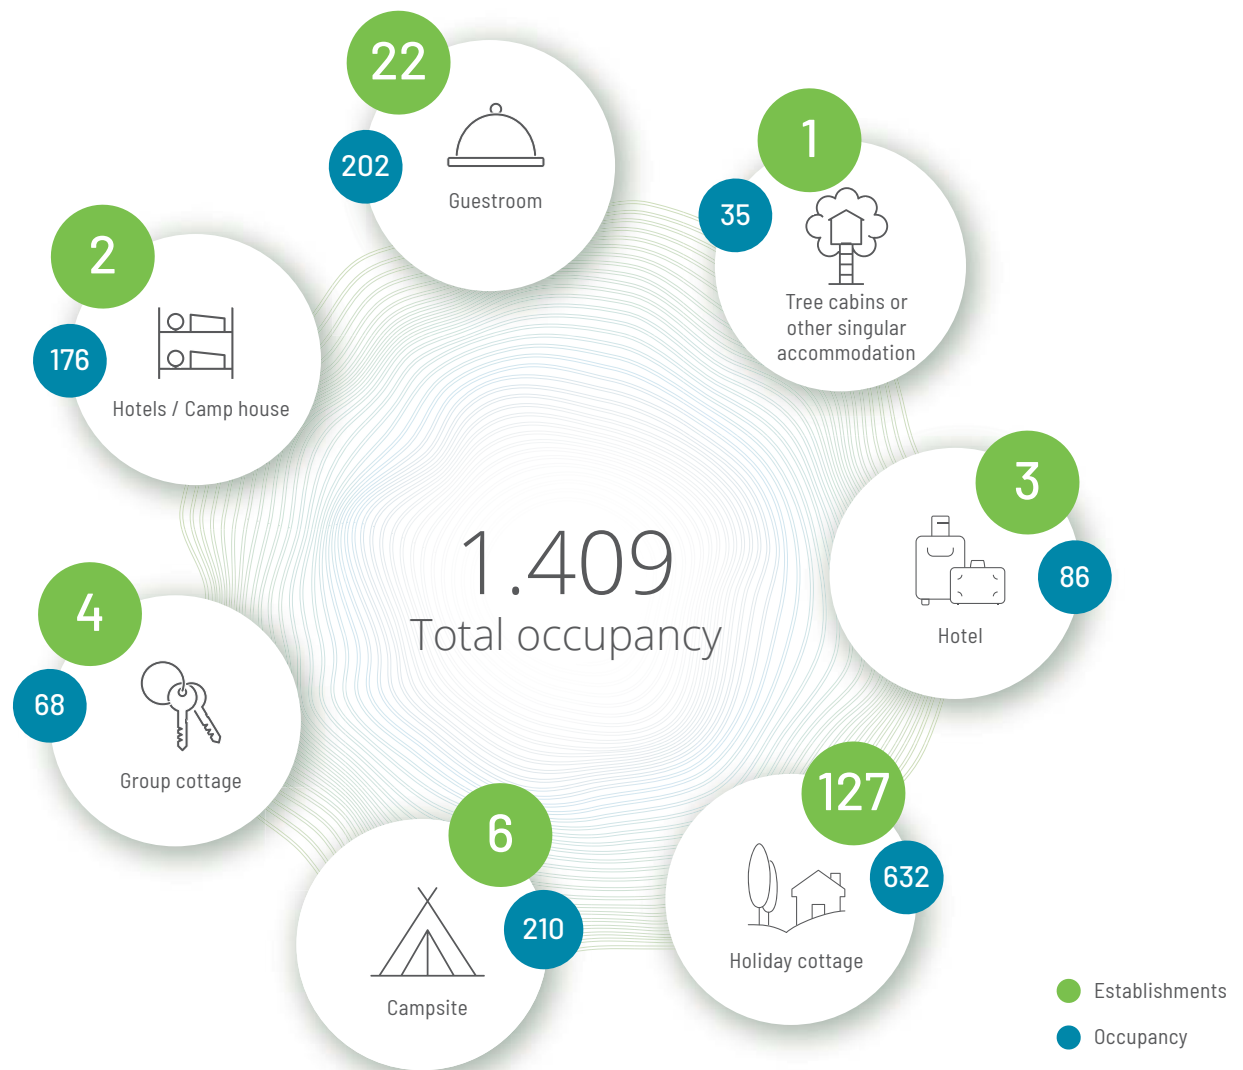 22
202
Guestroom
1
35
Tree cabins or
other singular
accommodation
2
176
Hotels / Camp house
3
86
Hotel
1.409
Total occupancy
4
68
Group cottage
6
210
Campsite
127
632
Holiday cottage
Establishments
Occupancy